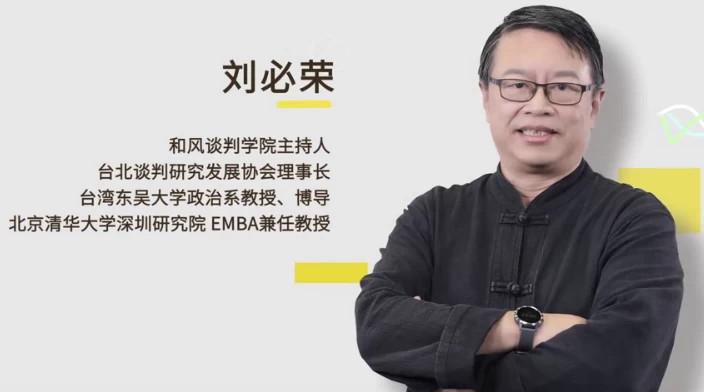 刘必荣
和风谈判学院主持人
台北谈判研究发展协会理事长
台湾东吴大学政治系教授、博导
北京清华大学深圳研究院 EMBA兼任教授